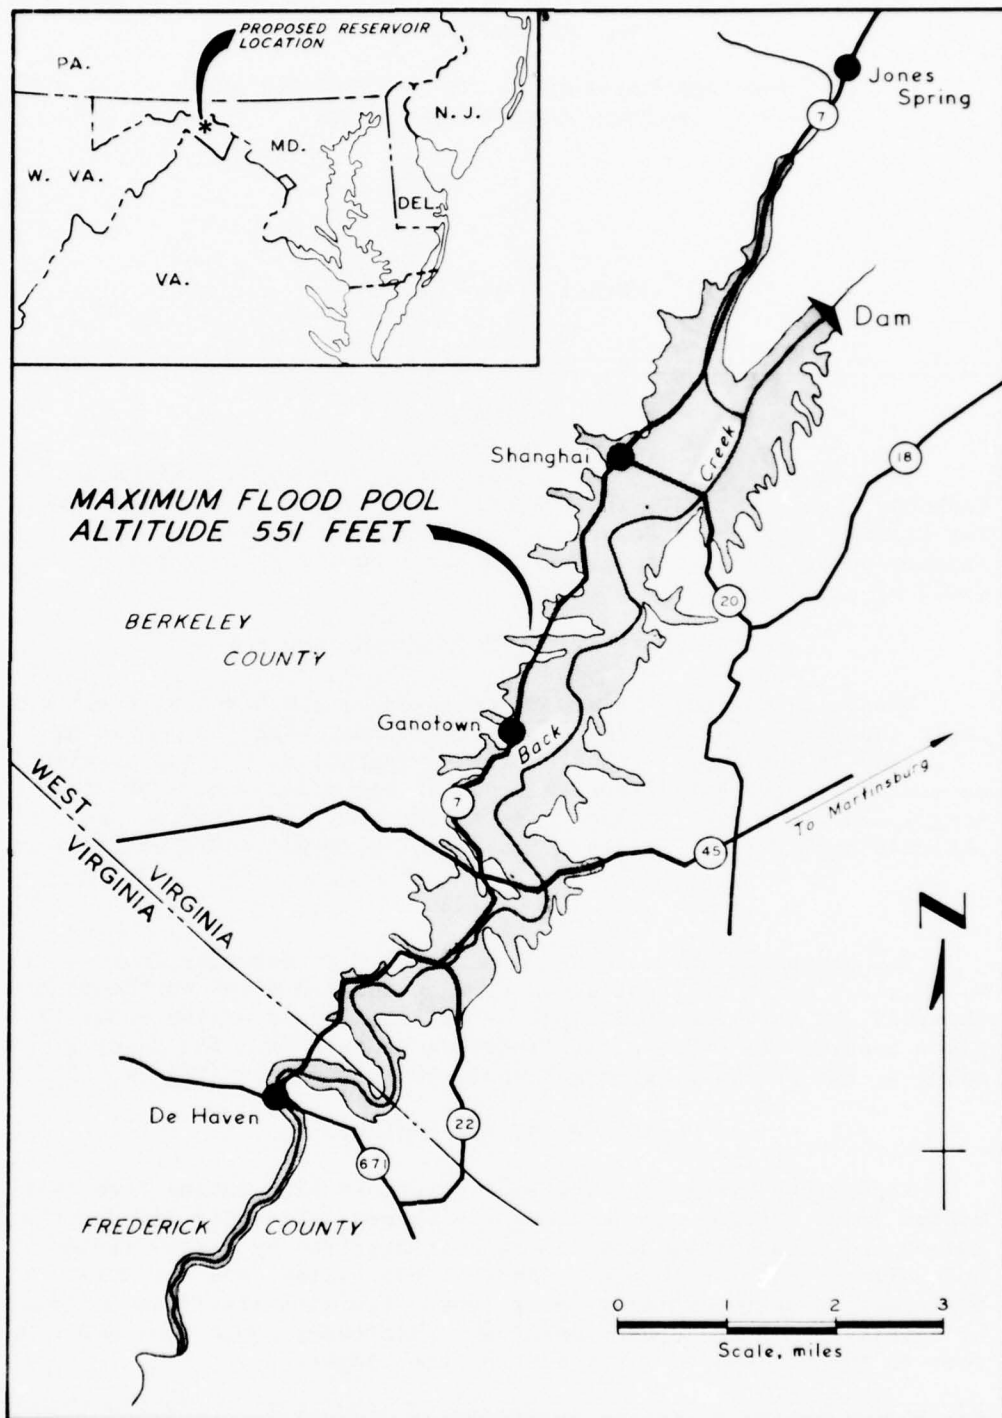 PROPOSED RESERVOIR
LOCATION
PA.
N. J.
MD.
W. VA.
DEL.
VA.
Jones
Spring
7
Dam
Creek
Shanghai
18
MAXIMUM FLOOD POOL
ALTITUDE 551 FEET
20
BERKELEY
COUNTY
Ganotown
Back
7
To Martinsburg
45
WEST VIRGINIA
VIRGINIA
N
De Haven
22
671
FREDERICK COUNTY
0 1 2 3
Scale, miles